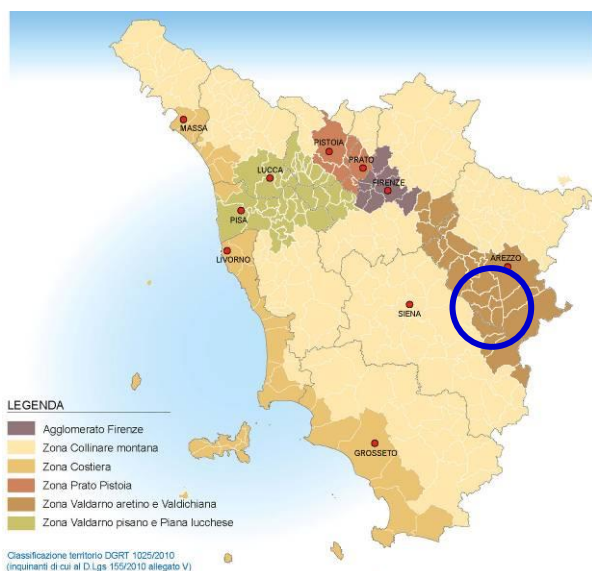 MASSA
PISTOIA
PRATO
LUCCA
FIRENZE
PISA
LIVORNO
AREZZO
SIENA
GROSSETO
LEGENDA
Agglomerato Firenze
Zona Collinare montana
Zona Costiera
Zona Prato Pistoia
Zona Valdarno aretino e Valdichiana
Zona Valdarno pisano e Piana lucchese
Classificazione territorio DGRT 1025/2010
(inquinanti di cui al D.Lgs 155/2010 allegato V)